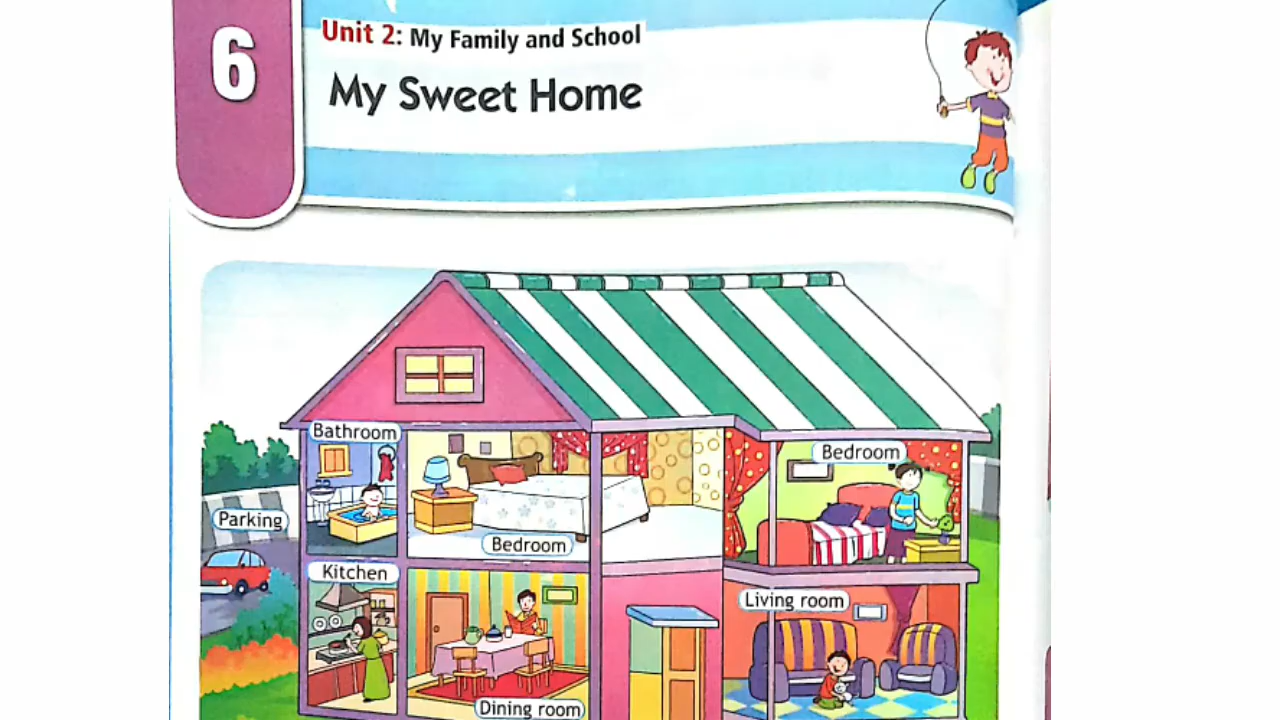 6
Unit 2: My Family and School
My Sweet Home
Bathroom
Bedroom
Parking
Bedroom
Kitchen
Living room
Dining room